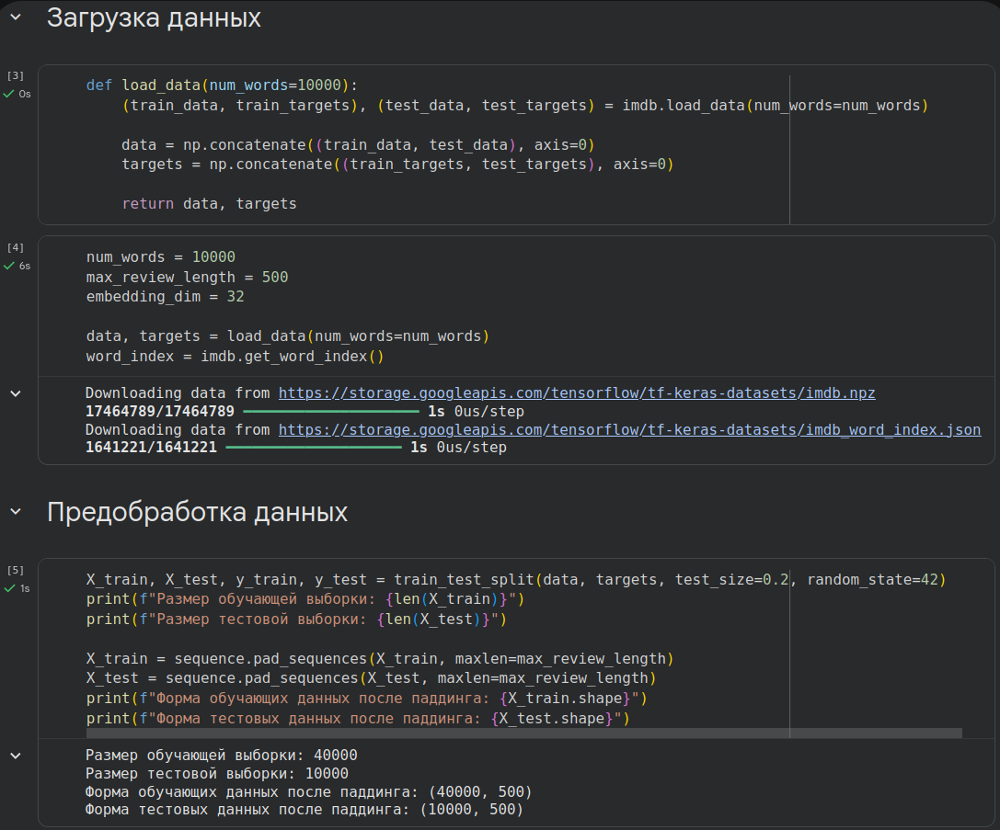 Загрузка данных
[3]
0s
def load_data(num_words=10000):
    (train_data, train_targets), (test_data, test_targets) = imdb.load_data(num_words=num_words)
    data = np.concatenate((train_data, test_data), axis=0)
    targets = np.concatenate((train_targets, test_targets), axis=0)
    return data, targets
[4]
6s
num_words = 10000
max_review_length = 500
embedding_dim = 32
data, targets = load_data(num_words=num_words)
word_index = imdb.get_word_index()
Downloading data from https://storage.googleapis.com/tensorflow/tf-keras-datasets/imdb.npz
17464789/17464789 ━━━━━━━━━━━━━━━━━━━━ 1s 0us/step
Downloading data from https://storage.googleapis.com/tensorflow/tf-keras-datasets/imdb_word_index.json
1641221/1641221 ━━━━━━━━━━━━━━━━━━━━ 1s 0us/step
Предобработка данных
[5]
1s
X_train, X_test, y_train, y_test = train_test_split(data, targets, test_size=0.2, random_state=42)
print(f"Размер обучающей выборки: {len(X_train)}")
print(f"Размер тестовой выборки: {len(X_test)}")
X_train = sequence.pad_sequences(X_train, maxlen=max_review_length)
X_test = sequence.pad_sequences(X_test, maxlen=max_review_length)
print(f"Форма обучающих данных после паддинга: {X_train.shape}")
print(f"Форма тестовых данных после паддинга: {X_test.shape}")
Размер обучающей выборки: 40000
Размер тестовой выборки: 10000
Форма обучающих данных после паддинга: (40000, 500)
Форма тестовых данных после паддинга: (10000, 500)